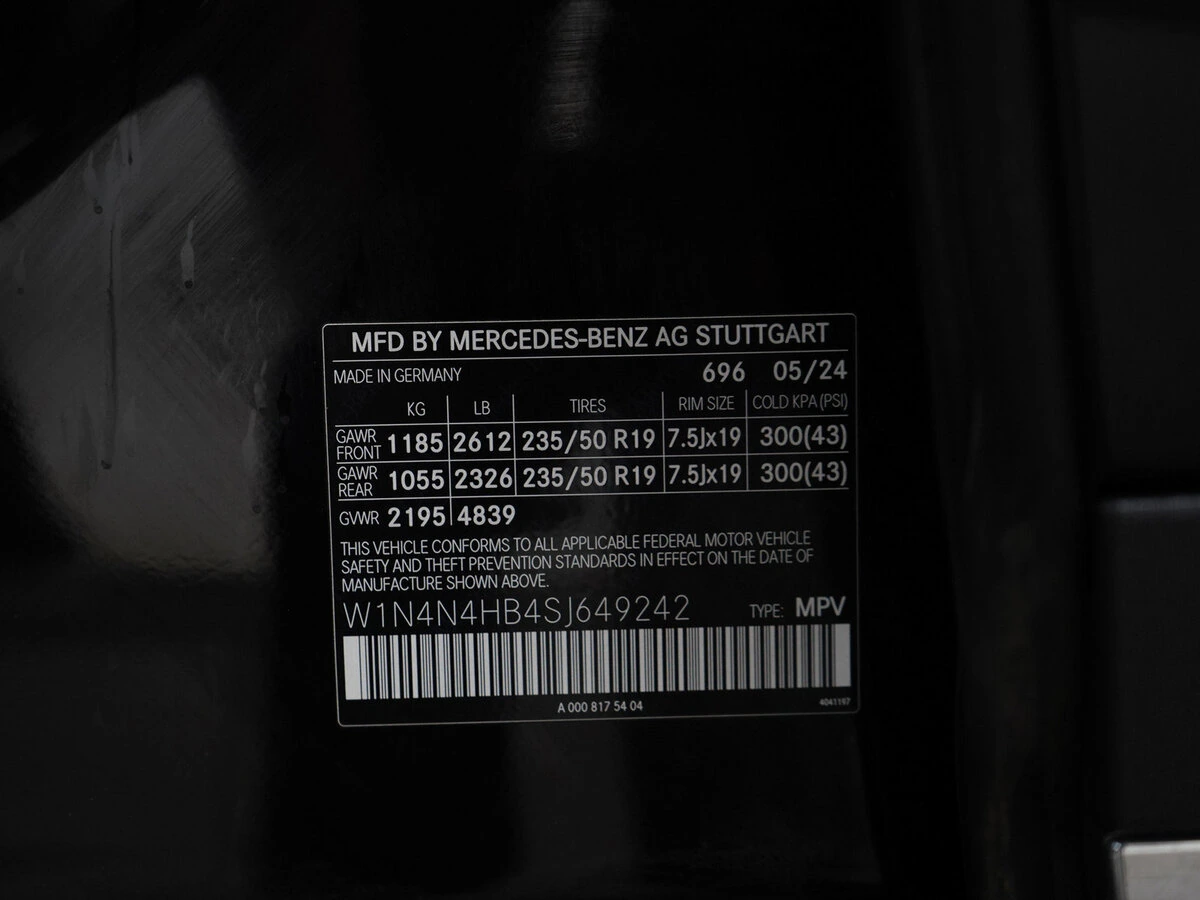 MFD BY MERCEDES-BENZ AG STUTTGART
MADE IN GERMANY 696 05/24
KG LB TIRES RIM SIZE COLD KPA (PSI)
GAWR FRONT 1185 2612 235/50 R19 7.5Jx19 300(43)
GAWR REAR 1055 2326 235/50 R19 7.5Jx19 300(43)
GVWR 2195 4839
THIS VEHICLE CONFORMS TO ALL APPLICABLE FEDERAL MOTOR VEHICLE
SAFETY AND THEFT PREVENTION STANDARDS IN EFFECT ON THE DATE OF
MANUFACTURE SHOWN ABOVE.
W1N4N4HB4SJ649242 TYPE: MPV
A 000 817 54 04 4041197